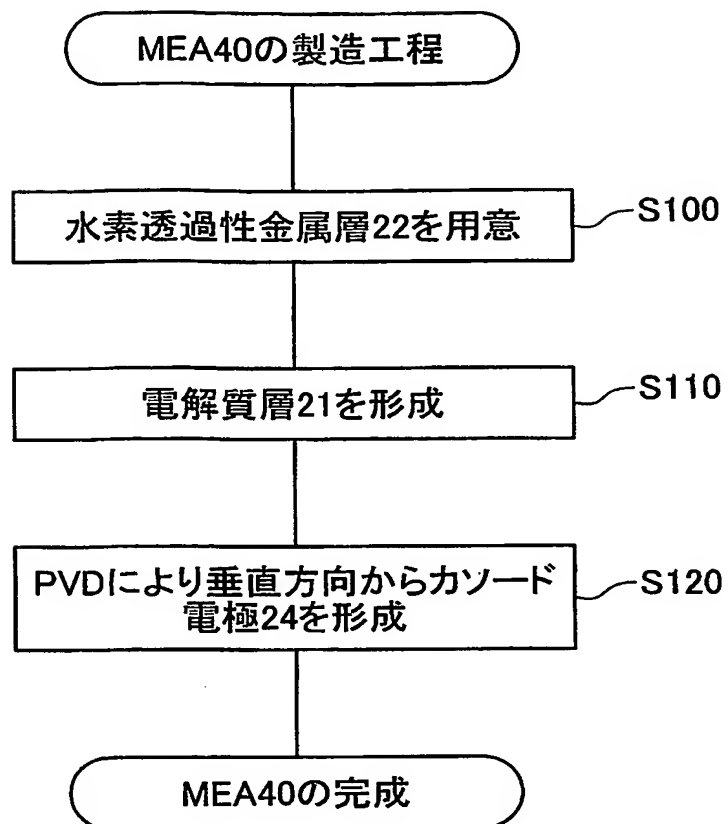 MEA40の製造工程
水素透過性金属層22を用意
S100
電解質層21を形成
S110
PVDにより垂直方向からカソード
電極24を形成
S120
MEA40の完成